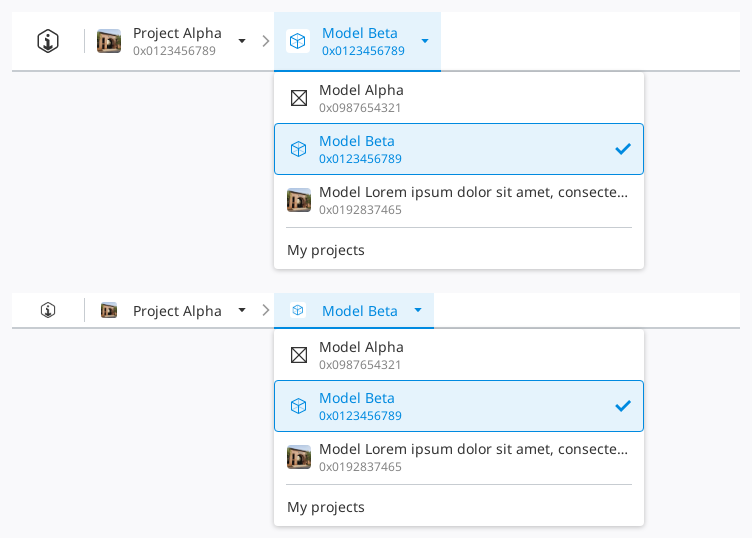 Project Alpha
0x0123456789
Model Beta
0x0123456789
Model Alpha
0x0987654321
Model Beta
0x0123456789
Model Lorem ipsum dolor sit amet, consecte...
0x0192837465
My projects
Project Alpha
Model Beta
Model Alpha
0x0987654321
Model Beta
0x0123456789
Model Lorem ipsum dolor sit amet, consecte...
0x0192837465
My projects